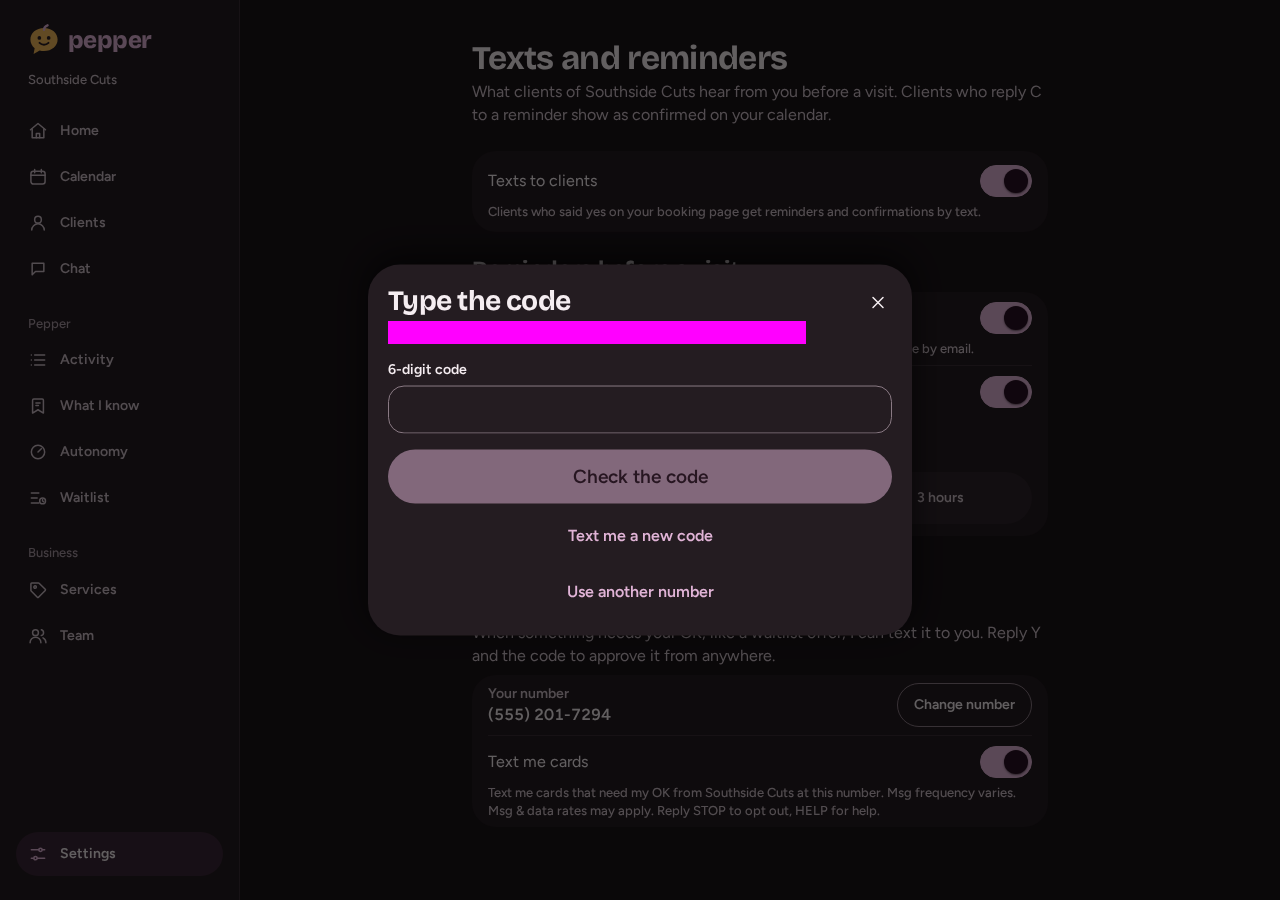 pepper
Southside Cuts
Home
Calendar
Clients
Chat
Pepper
Activity
What I know
Autonomy
Waitlist
Business
Services
Team
Settings
Texts and reminders
What clients of Southside Cuts hear from you before a visit. Clients who reply C
to a reminder show as confirmed on your calendar.
Texts to clients
Clients who said yes on your booking page get reminders and confirmations by text.
Type the code
6-digit code
Check the code
Text me a new code
Use another number
e by email.
3 hours
When something needs your OK, like a waitlist offer, I can text it to you. Reply Y
and the code to approve it from anywhere.
Your number
(555) 201-7294
Change number
Text me cards
Text me cards that need my OK from Southside Cuts at this number. Msg frequency varies.
Msg & data rates may apply. Reply STOP to opt out, HELP for help.